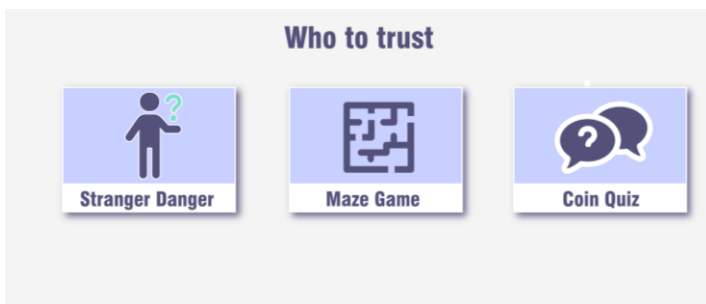 Who to trust
?
Stranger Danger
Maze Game
?
Coin Quiz